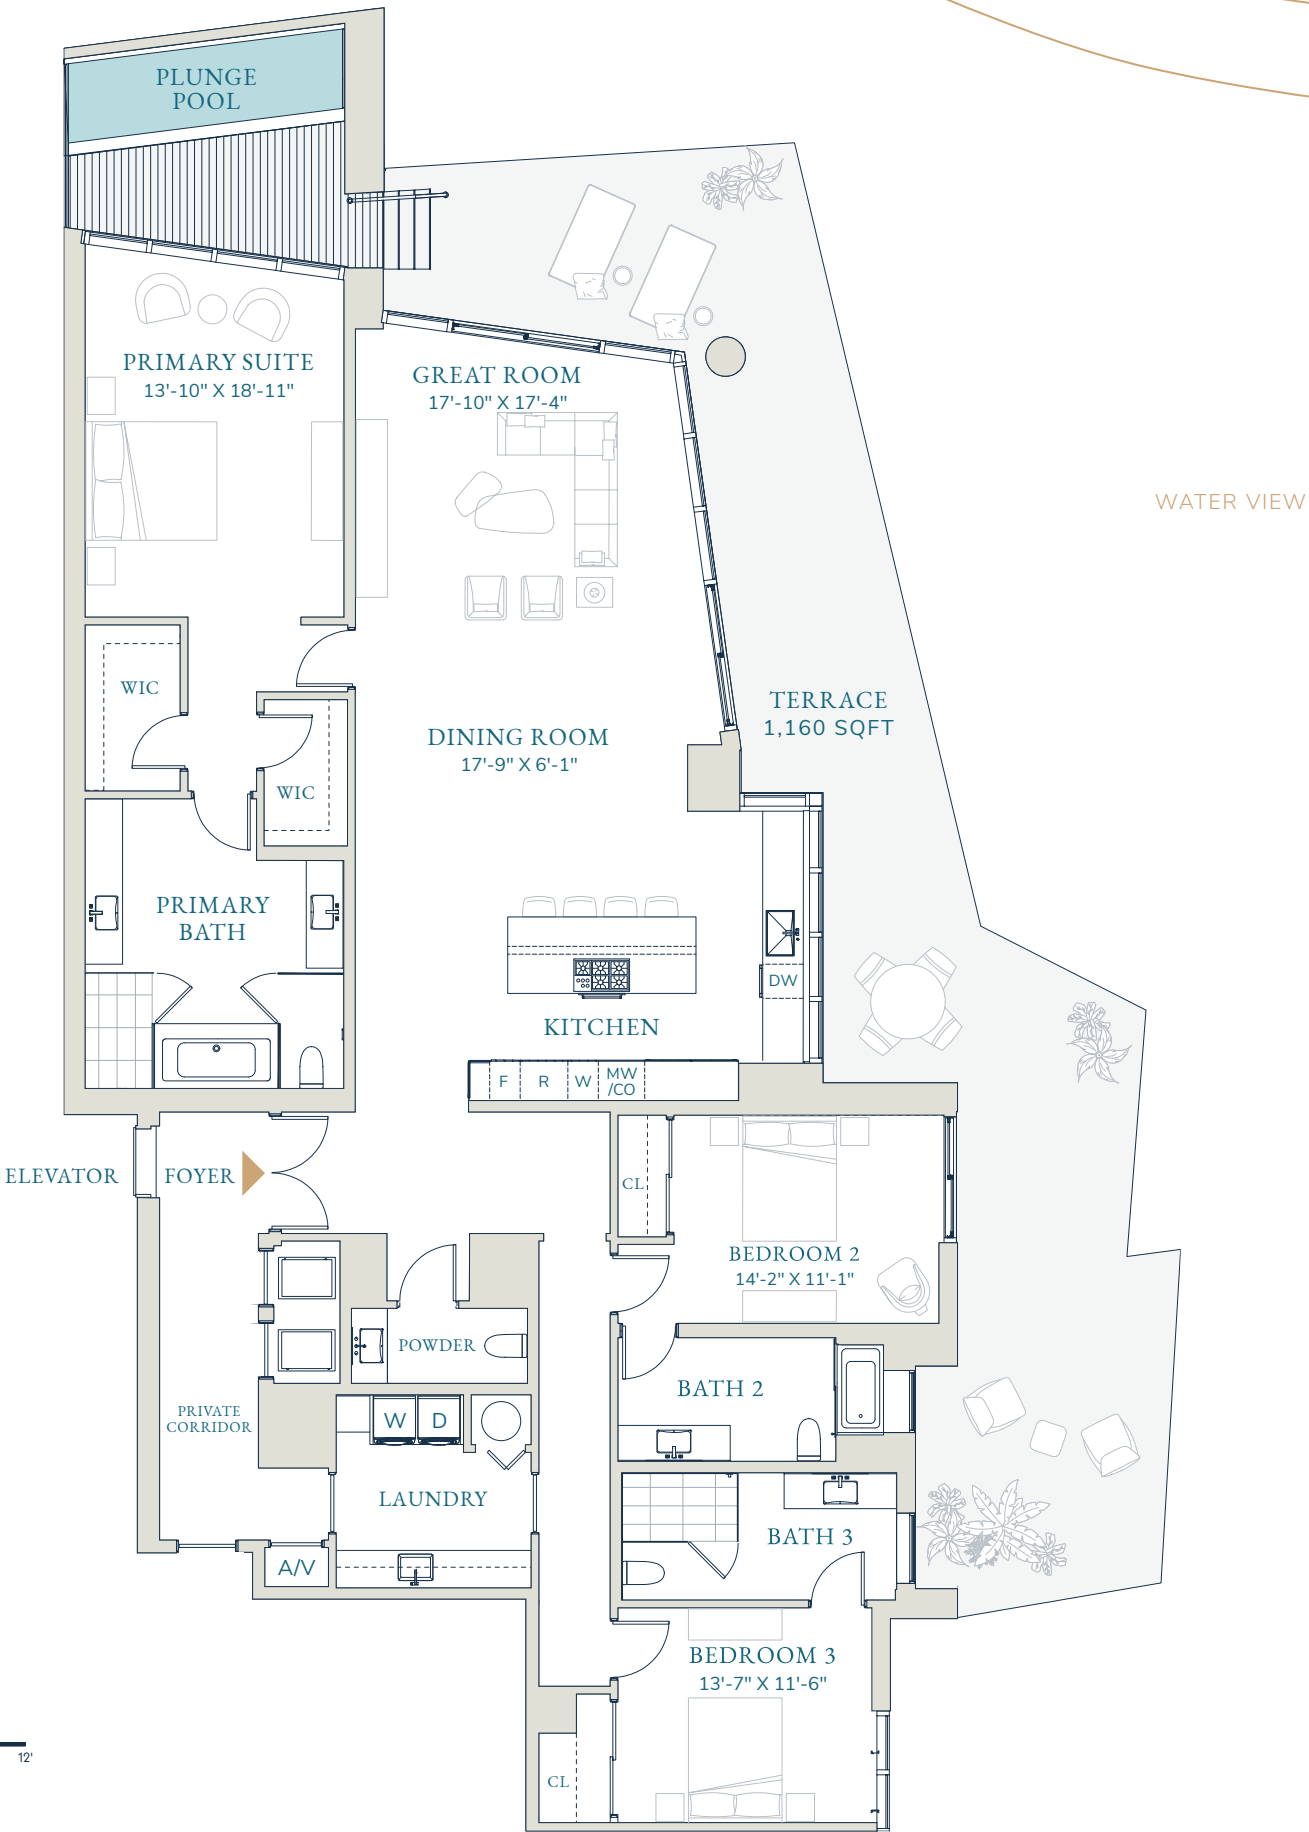 PLUNGE
POOL
PRIMARY SUITE
13'-10" X 18'-11"
GREAT ROOM
17'-10" X 17'-4"
WATER VIEW
WIC
TERRACE
1,160 SQFT
DINING ROOM
17'-9" X 6'-1"
WIC
PRIMARY
BATH
DW
KITCHEN
F
R
W
MW
/CO
ELEVATOR
FOYER
CL
BEDROOM 2
14'-2" X 11'-1"
POWDER
BATH 2
PRIVATE
CORRIDOR
W
D
LAUNDRY
BATH 3
A/V
BEDROOM 3
13'-7" X 11'-6"
12'
CL